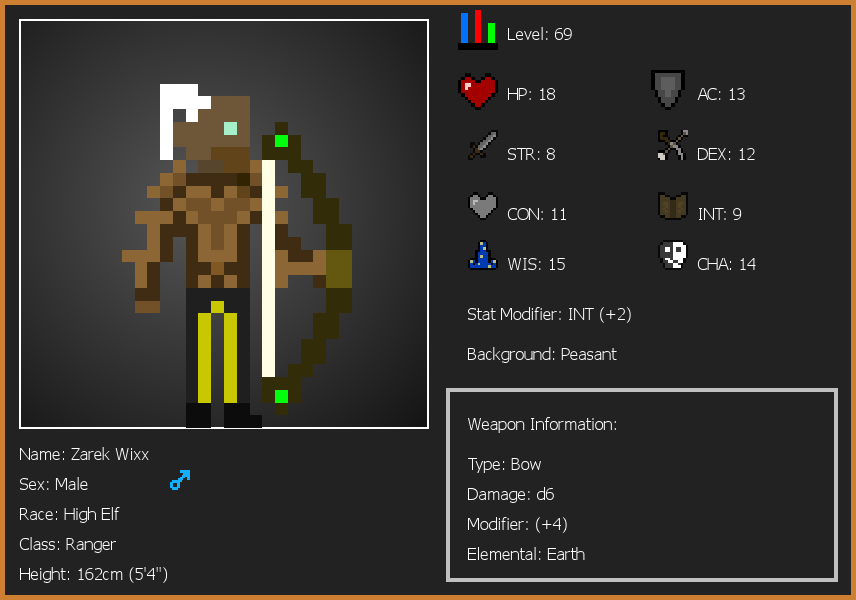 Level: 69
HP: 18
AC: 13
STR: 8
DEX: 12
CON: 11
INT: 9
WIS: 15
CHA: 14
Stat Modifier: INT (+2)
Background: Peasant
Weapon Information:
Type: Bow
Damage: d6
Modifier: (+4)
Elemental: Earth
Name: Zarek Wixx
Sex: Male
Race: High Elf
Class: Ranger
Height: 162cm (5'4")